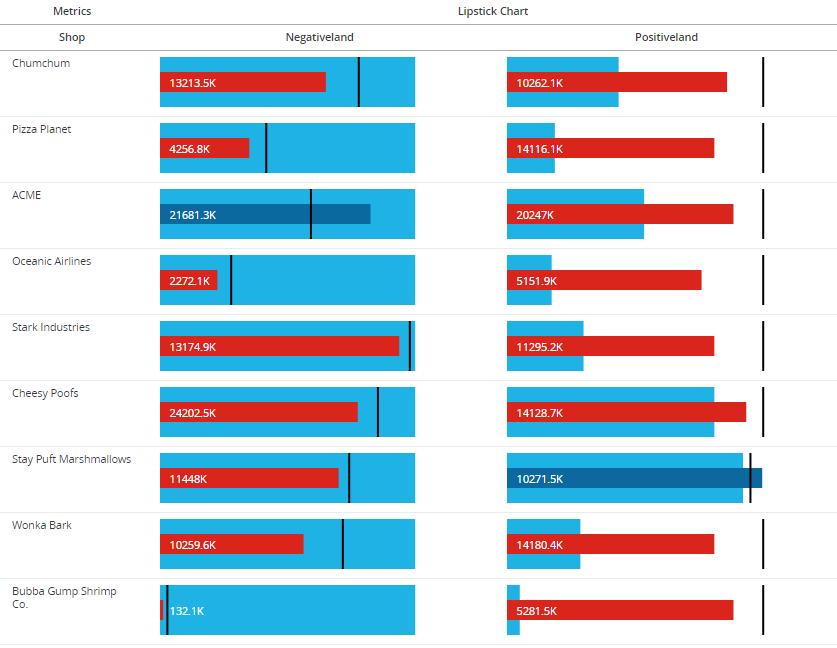 Metrics Lipstick Chart
Shop Negativeland Positiveland
Chumchum 13213.5K 10262.1K
Pizza Planet 4256.8K 14116.1K
ACME 21681.3K 20247K
Oceanic Airlines 2272.1K 5151.9K
Stark Industries 13174.9K 11295.2K
Cheesy Poofs 24202.5K 14128.7K
Stay Puft Marshmallows 11448K 10271.5K
Wonka Bark 10259.6K 14180.4K
Bubba Gump Shrimp
Co. 132.1K 5281.5K